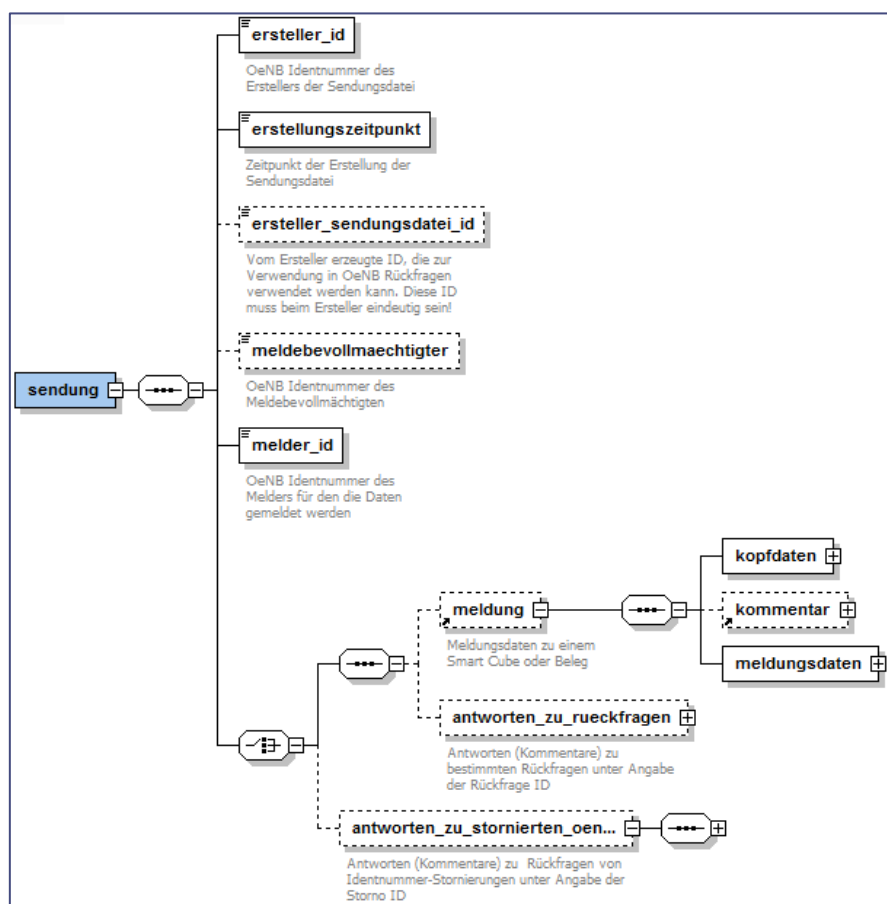 ersteller_id
OeNB Identnummer des
Erstellers der Sendungsdatei
erstellungszeitpunkt
Zeitpunkt der Erstellung der
Sendungsdatei
ersteller_sendungsdatei_id
Vom Ersteller erzeugte ID, die zur
Verwendung in OeNB Rückfragen
verwendet werden kann. Diese ID
muss beim Ersteller eindeutig sein!
meldebevollmaechtigter
OeNB Identnummer des
Meldebevollmächtigten
sendung
melder_id
OeNB Identnummer des
Melders für den die Daten
gemeldet werden
kopfdaten
meldung
kommentar
Meldungsdaten zu einem
Smart Cube oder Beleg
meldungsdaten
antworten_zu_rueckfragen
Antworten (Kommentare) zu
bestimmten Rückfragen unter Angabe
der Rückfrage ID
antworten_zu_stornierten_oen...
Antworten (Kommentare) zu Rückfragen von
Identnummer-Stornierungen unter Angabe der
Storno ID